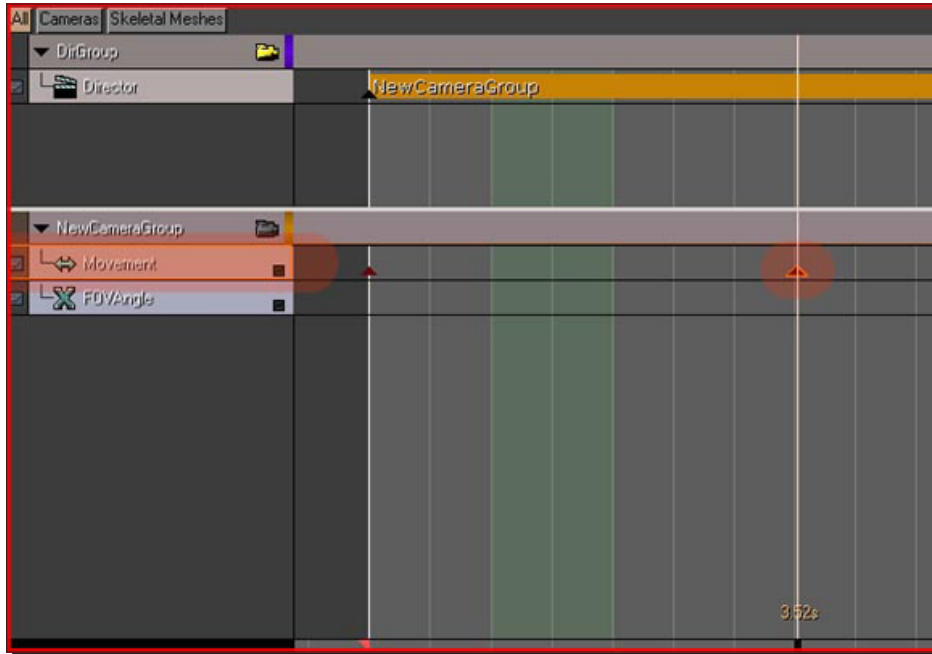 All Cameras Skeletal Meshes
DirGroup
Director NewCameraGroup
NewCameraGroup
Movement
FOVAngle
3.52s